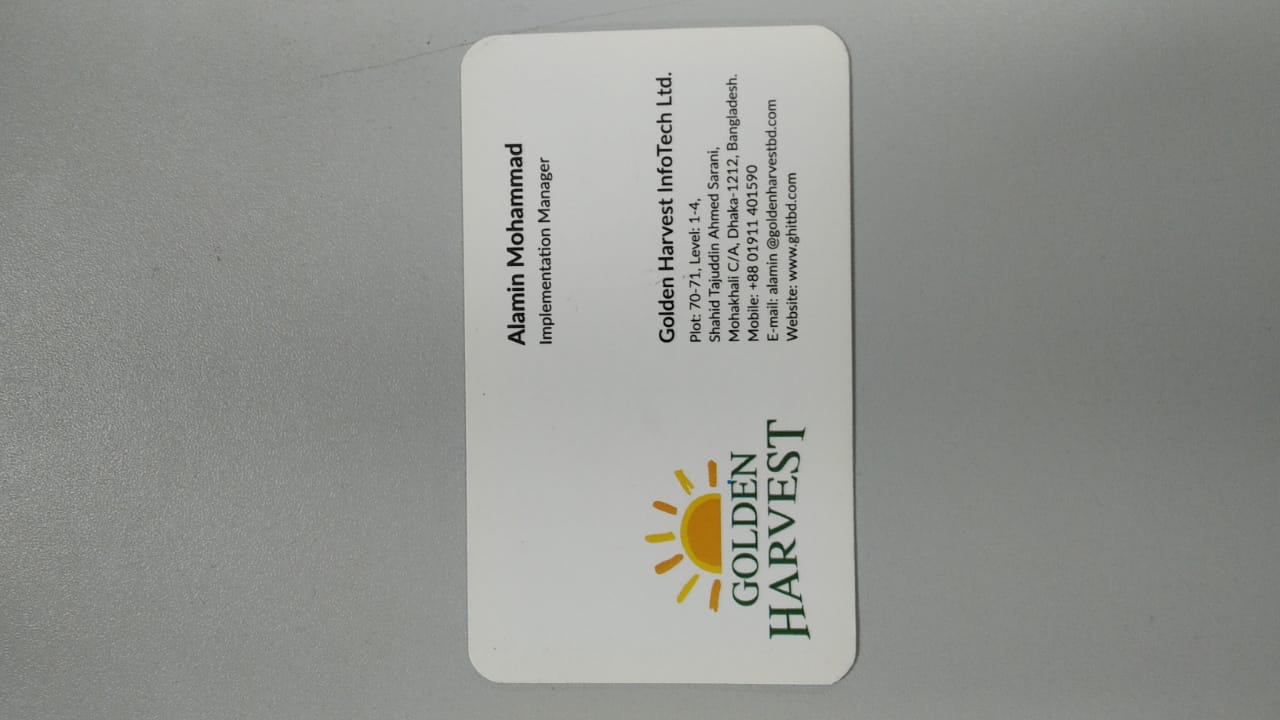 Alamin Mohammad
Implementation Manager
Golden Harvest InfoTech Ltd.
Plot: 70-71, Level: 1-4,
Shahid Tajuddin Ahmed Sarani,
Mohakhali C/A, Dhaka-1212, Bangladesh.
Mobile: +88 01911 401590
E-mail: alamin @goldenharvestbd.com
Website: www.ghitbd.com
GOLDEN
HARVEST